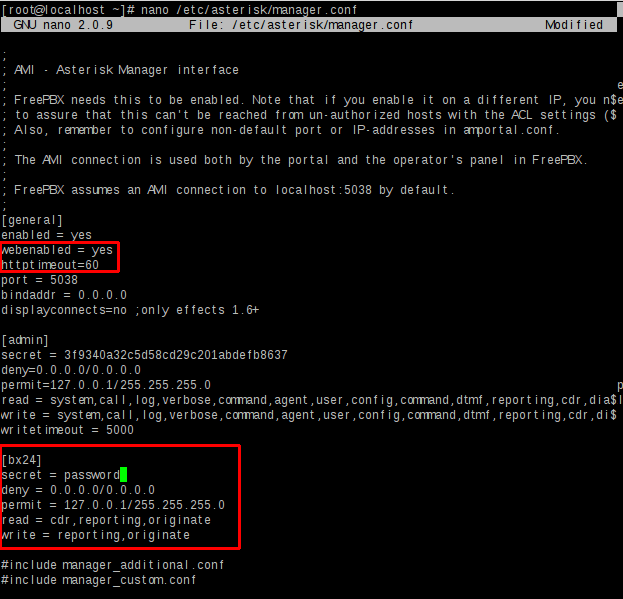 [root@localhost ~]# nano /etc/asterisk/manager.conf
GNU nano 2.0.9 File: /etc/asterisk/manager.conf Modified
;
; AMI - Asterisk Manager interface
;
; FreePBX needs this to be enabled. Note that if you enable it on a different IP, you n$
; to assure that this can't be reached from un-authorized hosts with the ACL settings ($
; Also, remember to configure non-default port or IP-addresses in amportal.conf.
;
; The AMI connection is used both by the portal and the operator's panel in FreePBX.
;
; FreePBX assumes an AMI connection to localhost:5038 by default.
;
[general]
enabled = yes
webenabled = yes
httptimeout=60
port = 5038
bindaddr = 0.0.0.0
displayconnects=no ;only effects 1.6+
[admin]
secret = 3f9340a32c5d58cd29c201abdefb8637
deny=0.0.0.0/0.0.0.0
permit=127.0.0.1/255.255.255.0
read = system,call,log,verbose,command,agent,user,config,command,dtmf,reporting,cdr,dia$
write = system,call,log,verbose,command,agent,user,config,command,dtmf,reporting,cdr,di$
writetimeout = 5000
[bx24]
secret = password
deny = 0.0.0.0/0.0.0.0
permit = 127.0.0.1/255.255.255.0
read = cdr,reporting,originate
write = reporting,originate
#include manager_additional.conf
#include manager_custom.conf